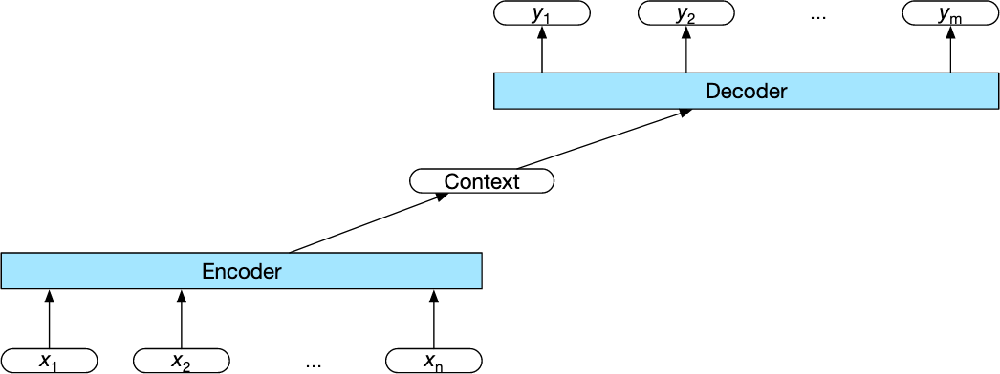 y1 y2 ... ym
Decoder
Context
Encoder
x1 x2 ... xn